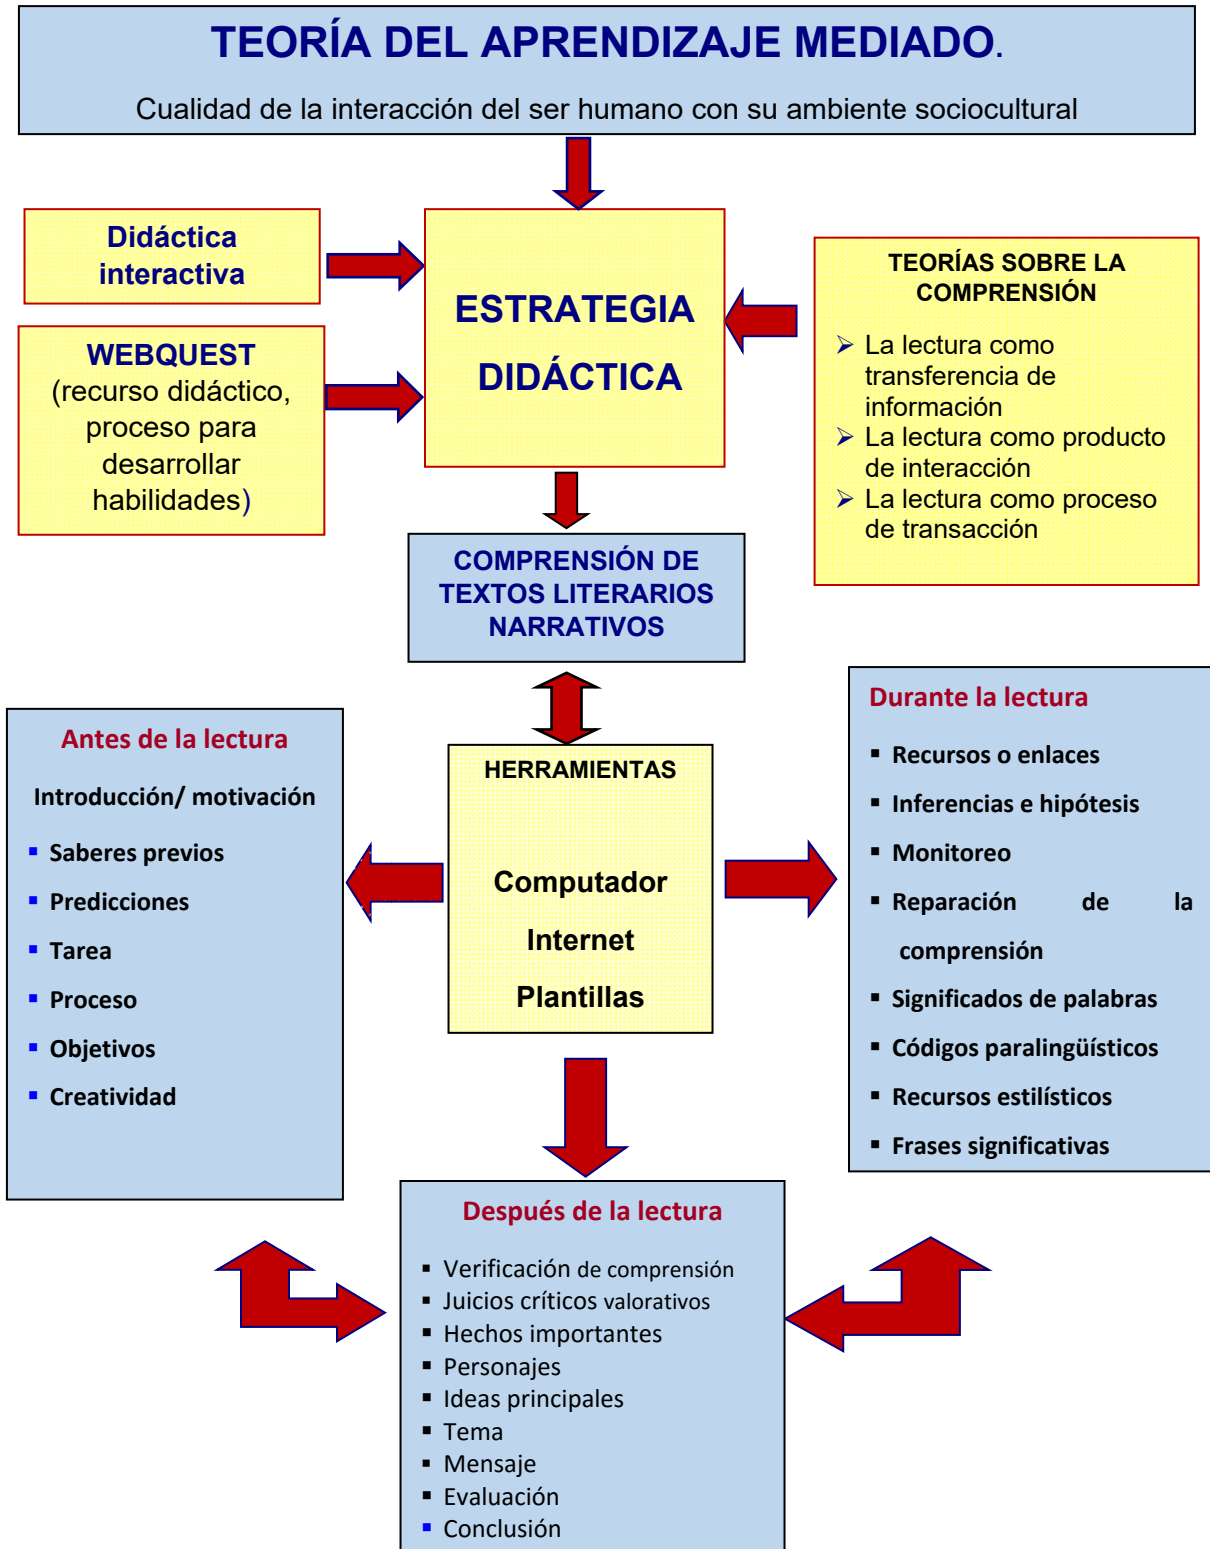 TEORÍA DEL APRENDIZAJE MEDIADO.
Cualidad de la interacción del ser humano con su ambiente sociocultural
Didáctica
interactiva
WEBQUEST
(recurso didáctico,
proceso para
desarrollar
habilidades)
ESTRATEGIA
DIDÁCTICA
TEORÍAS SOBRE LA
COMPRENSIÓN
➢ La lectura como
transferencia de
información
➢ La lectura como producto
de interacción
➢ La lectura como proceso
de transacción
COMPRENSIÓN DE
TEXTOS LITERARIOS
NARRATIVOS
Antes de la lectura
Introducción/ motivación
▪ Saberes previos
▪ Predicciones
▪ Tarea
▪ Proceso
▪ Objetivos
▪ Creatividad
HERRAMIENTAS
Computador
Internet
Plantillas
Durante la lectura
▪ Recursos o enlaces
▪ Inferencias e hipótesis
▪ Monitoreo
▪ Reparación de la
comprensión
▪ Significados de palabras
▪ Códigos paralingüísticos
▪ Recursos estilísticos
▪ Frases significativas
Después de la lectura
▪ Verificación de comprensión
▪ Juicios críticos valorativos
▪ Hechos importantes
▪ Personajes
▪ Ideas principales
▪ Tema
▪ Mensaje
▪ Evaluación
▪ Conclusión